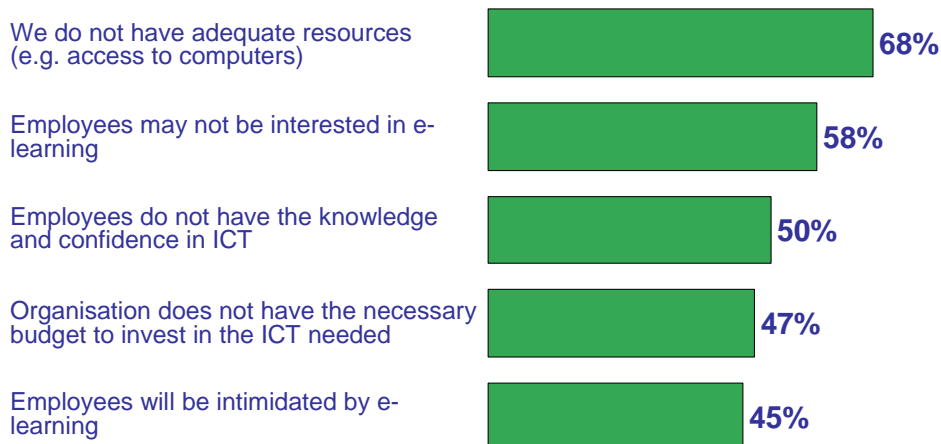 We do not have adequate resources
(e.g. access to computers)
68%
Employees may not be interested in e-
learning
58%
Employees do not have the knowledge
and confidence in ICT
50%
Organisation does not have the necessary
budget to invest in the ICT needed
47%
Employees will be intimidated by e-
learning
45%